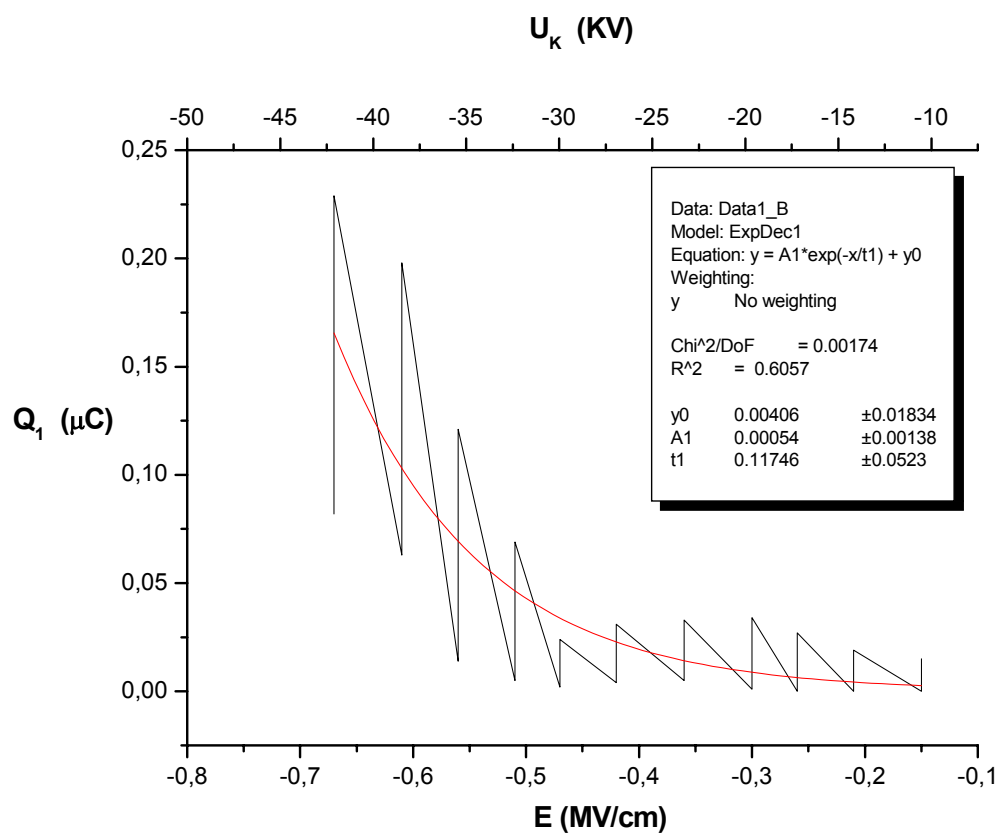 U_K (KV)
-50 -45 -40 -35 -30 -25 -20 -15 -10
0,25
0,20
0,15
0,10
0,05
0,00
Q_1 (μC)
Data: Data1_B
Model: ExpDec1
Equation: y = A1*exp(-x/t1) + y0
Weighting:
y No weighting
Chi^2/DoF = 0.00174
R^2 = 0.6057
y0 0.00406 ±0.01834
A1 0.00054 ±0.00138
t1 0.11746 ±0.0523
-0,8 -0,7 -0,6 -0,5 -0,4 -0,3 -0,2 -0,1
E (MV/cm)